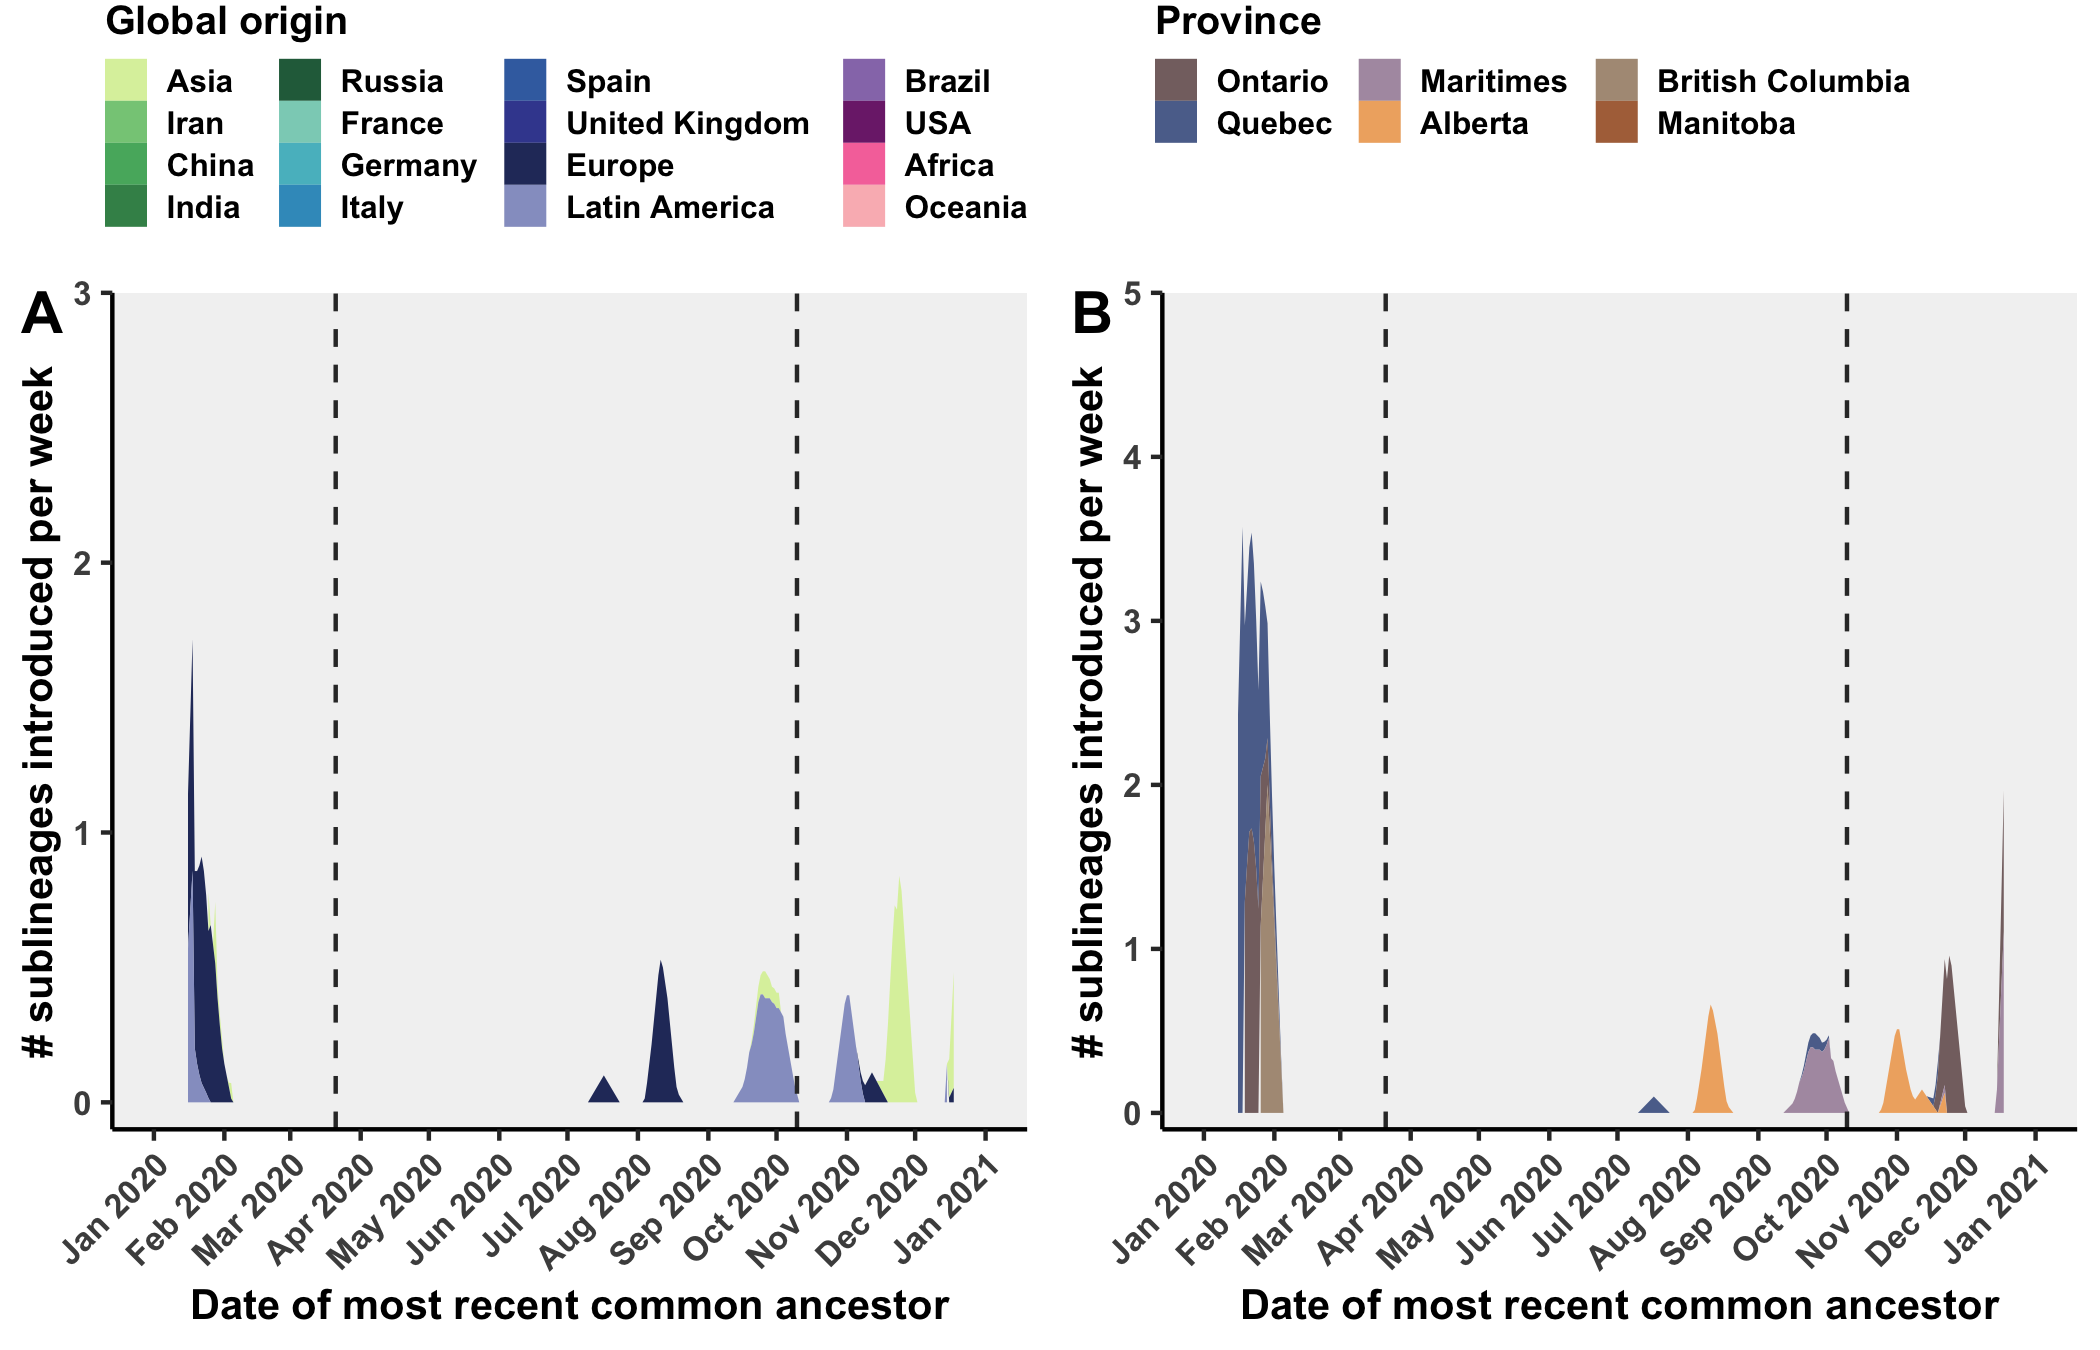 Global origin
Asia Russia Spain Brazil
Iran France United Kingdom USA
China Germany Europe Africa
India Italy Latin America Oceania
Province
Ontario Maritimes British Columbia
Quebec Alberta Manitoba
A
# sublineages introduced per week
3
2
1
0
Jan 2020
Feb 2020
Mar 2020
Apr 2020
May 2020
Jun 2020
Jul 2020
Aug 2020
Sep 2020
Oct 2020
Nov 2020
Dec 2020
Jan 2021
Date of most recent common ancestor
B
# sublineages introduced per week
5
4
3
2
1
0
Jan 2020
Feb 2020
Mar 2020
Apr 2020
May 2020
Jun 2020
Jul 2020
Aug 2020
Sep 2020
Oct 2020
Nov 2020
Dec 2020
Jan 2021
Date of most recent common ancestor